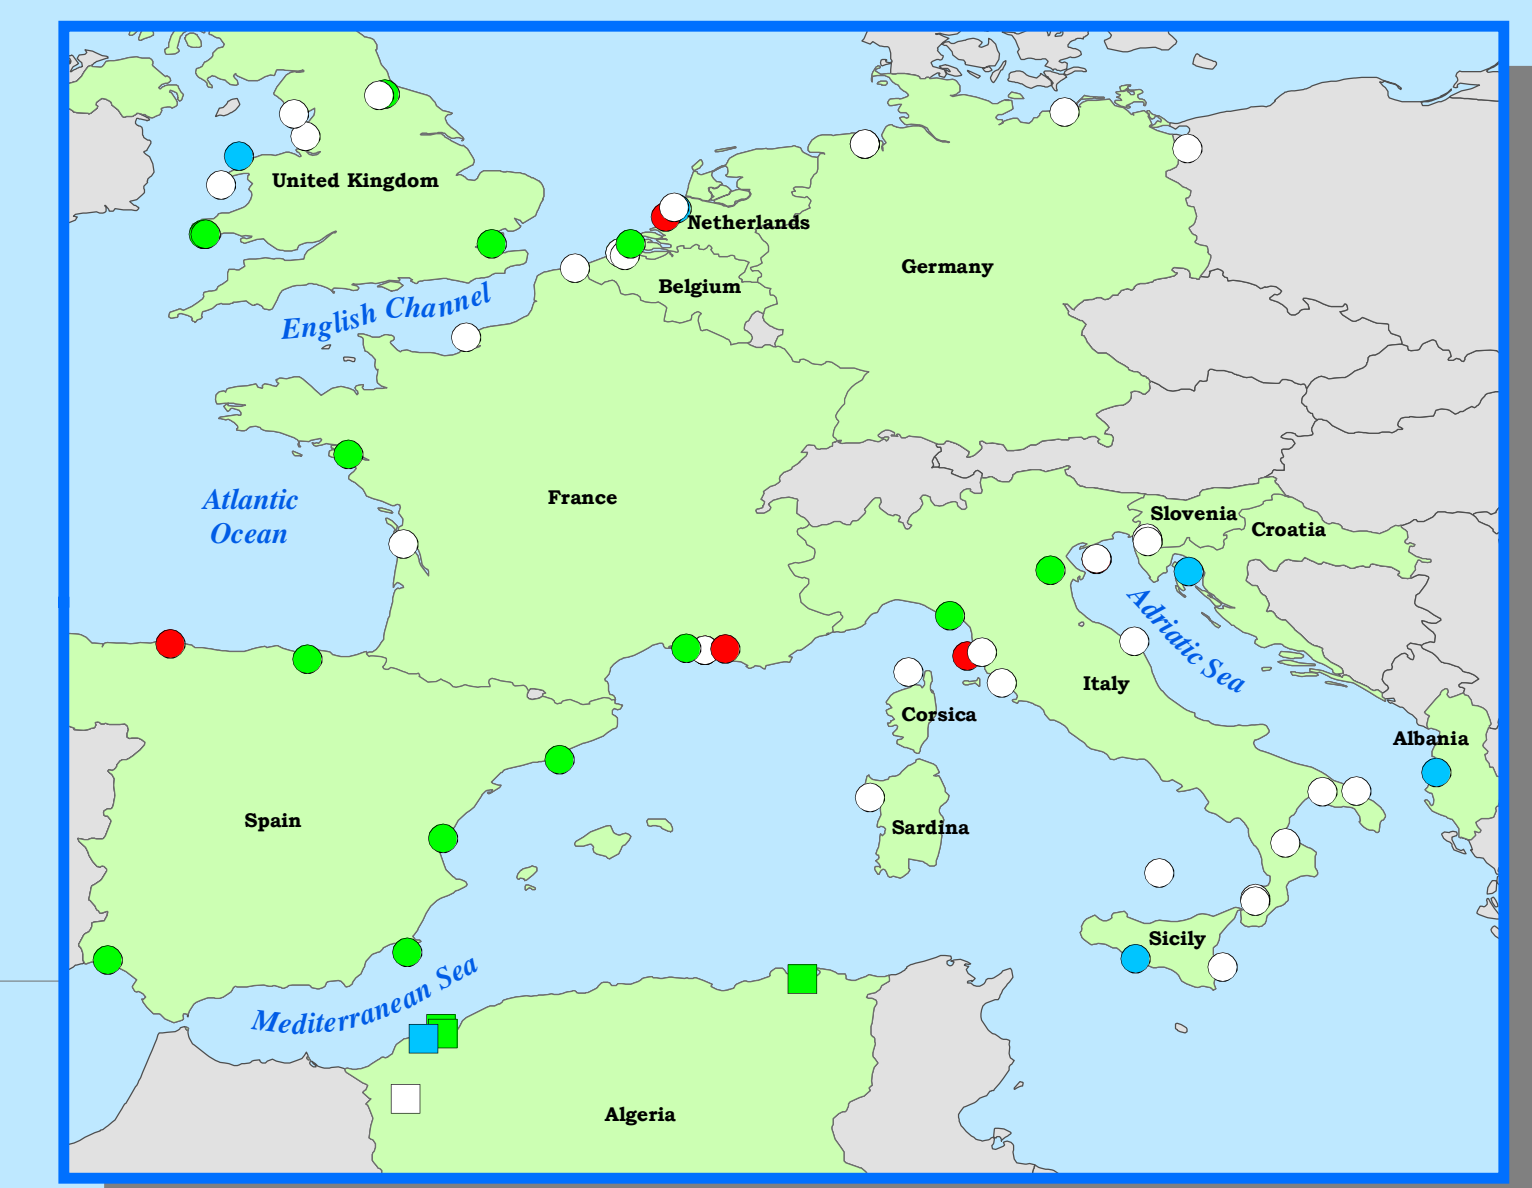 United Kingdom
Netherlands
Germany
Belgium
English Channel
Atlantic
Ocean
France
Slovenia
Croatia
Adriatic Sea
Italy
Corsica
Albania
Spain
Sardina
Sicily
Mediterranean Sea
Algeria